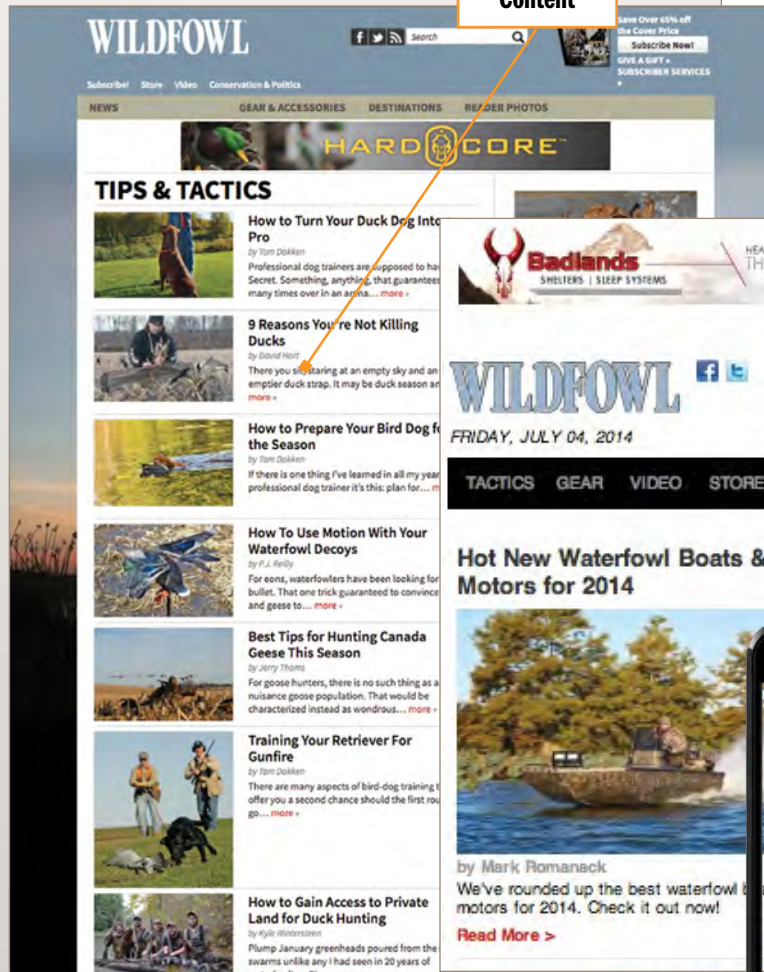 Content
WILDFOWL
Search
Save Over 65% off
the Cover Price
Subscribe Now!
GIVE A GIFT »
SUBSCRIBER SERVICES
»
Subscribe! Store Video Conservation & Politics
NEWS GEAR & ACCESSORIES DESTINATIONS READER PHOTOS
HARD CORE
TIPS & TACTICS
How to Turn Your Duck Dog Into
Pro
by Tom Dokken
Professional dog trainers are supposed to
Secret. Something, anything, that guarantees
many times over in an arena... more »
9 Reasons You're Not Killing
Ducks
by David Hart
There you sit, staring at an empty sky and an
emptier duck strap. It may be duck season
more »
How to Prepare Your Bird Dog
the Season
by Tom Dokken
If there is one thing I've learned in all my
professional dog trainer it's this: plan for...
How To Use Motion With Your
Waterfowl Decoys
by P.J. Reilly
For eons, waterfowlers have been looking for
bullet. That one trick guaranteed to convince
and geese to... more »
Best Tips for Hunting Canada
Geese This Season
by Jerry Thoms
For goose hunters, there is no such thing as a
nuisance goose population. That would be
characterized instead as wondrous... more »
Training Your Retriever For
Gunfire
by Tom Dokken
There are many aspects of bird-dog training
offer you a second chance should the first
go... more »
How to Gain Access to Private
Land for Duck Hunting
by Kyle Wintersteen
Plump January greenheads poured from the
swarms unlike any I had seen in 20 years of
Badlands
SHELTERS | SLEEP SYSTEMS
WILDFOWL
FRIDAY, JULY 04, 2014
TACTICS GEAR VIDEO STORE
Hot New Waterfowl Boats &
Motors for 2014
by Mark Romanack
We've rounded up the best waterfowl
motors for 2014. Check it out now!
Read More >